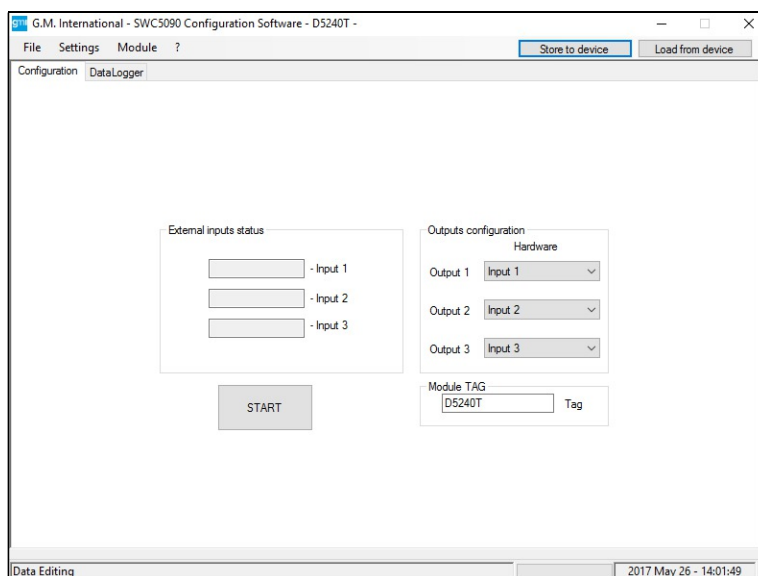 gmi G.M. International - SWC5090 Configuration Software - D5240T -
File Settings Module ? Store to device Load from device
Configuration DataLogger
External inputs status
- Input 1
- Input 2
- Input 3
START
Outputs configuration
Hardware
Output 1 Input 1
Output 2 Input 2
Output 3 Input 3
Module TAG
D5240T Tag
Data Editing 2017 May 26 - 14:01:49